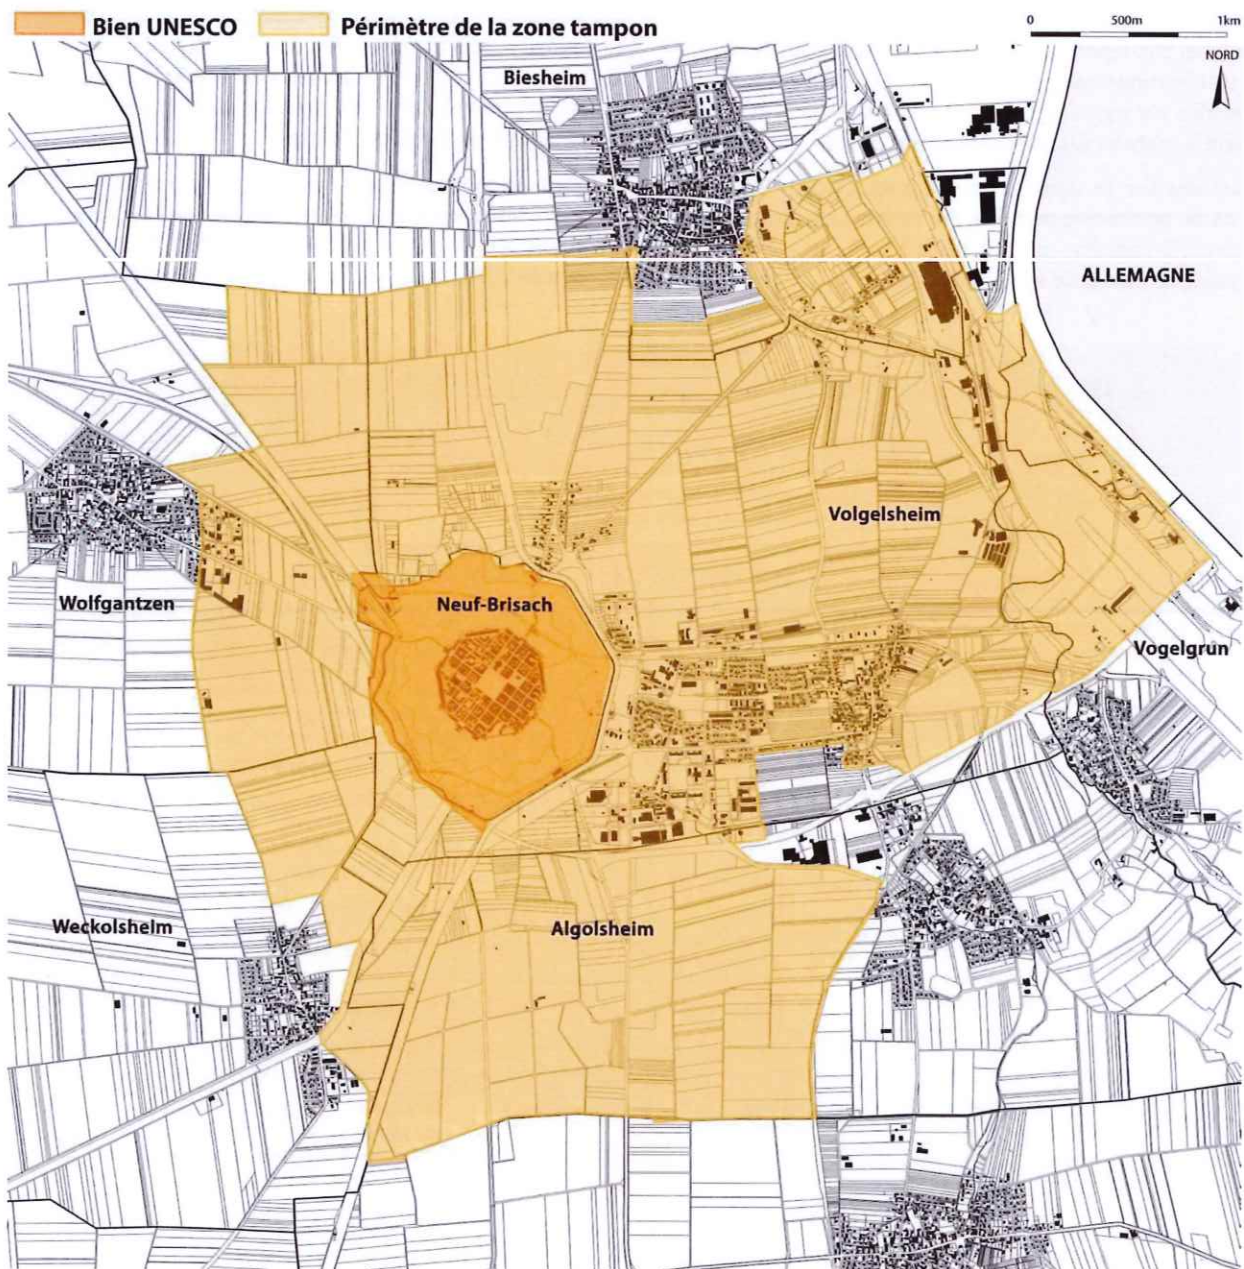 Bien UNESCO
Périmètre de la zone tampon
0 500m 1km
NORD
Biesheim
ALLEMAGNE
Volgelsheim
Wolfgantzen
Neuf-Brisach
Vogelgrun
Weckolsheim
Algolsheim